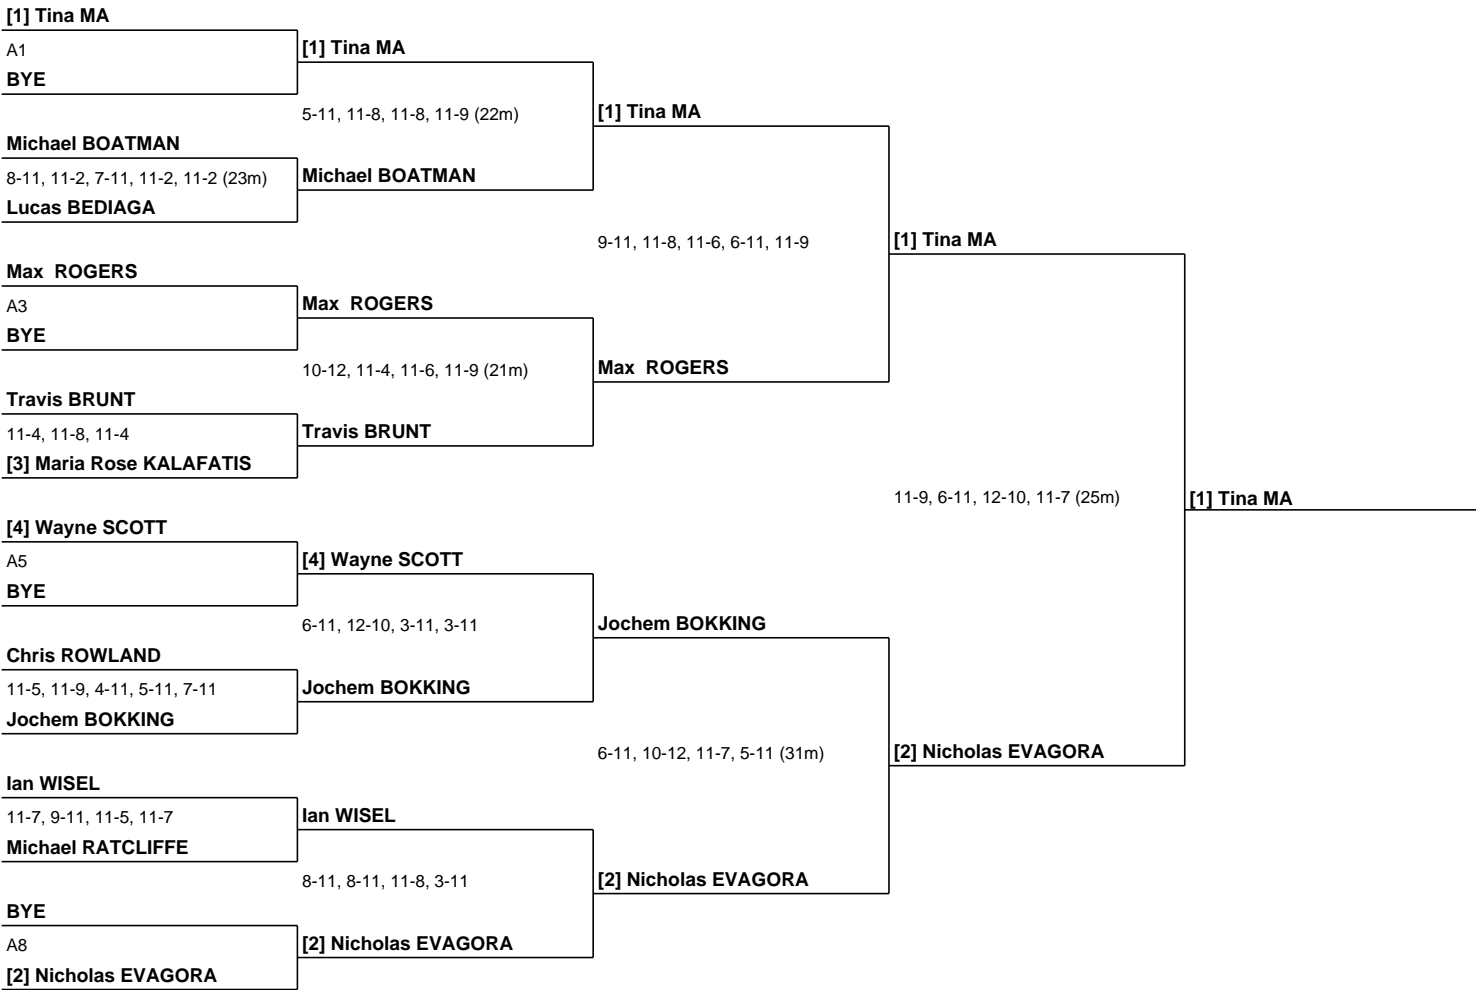 [1] Tina MA
A1
BYE
Michael BOATMAN
8-11, 11-2, 7-11, 11-2, 11-2 (23m)
Lucas BEDIAGA
Max  ROGERS
A3
BYE
Travis BRUNT
11-4, 11-8, 11-4
[3] Maria Rose KALAFATIS
[4] Wayne SCOTT
A5
BYE
Chris ROWLAND
11-5, 11-9, 4-11, 5-11, 7-11
Jochem BOKKING
Ian WISEL
11-7, 9-11, 11-5, 11-7
Michael RATCLIFFE
BYE
A8
[2] Nicholas EVAGORA
[1] Tina MA
5-11, 11-8, 11-8, 11-9 (22m)
Michael BOATMAN
Max  ROGERS
10-12, 11-4, 11-6, 11-9 (21m)
Travis BRUNT
[4] Wayne SCOTT
6-11, 12-10, 3-11, 3-11
Jochem BOKKING
Ian WISEL
8-11, 8-11, 11-8, 3-11
[2] Nicholas EVAGORA
[1] Tina MA
9-11, 11-8, 11-6, 6-11, 11-9
Max  ROGERS
Jochem BOKKING
6-11, 10-12, 11-7, 5-11 (31m)
[2] Nicholas EVAGORA
[1] Tina MA
11-9, 6-11, 12-10, 11-7 (25m)
[2] Nicholas EVAGORA
[1] Tina MA